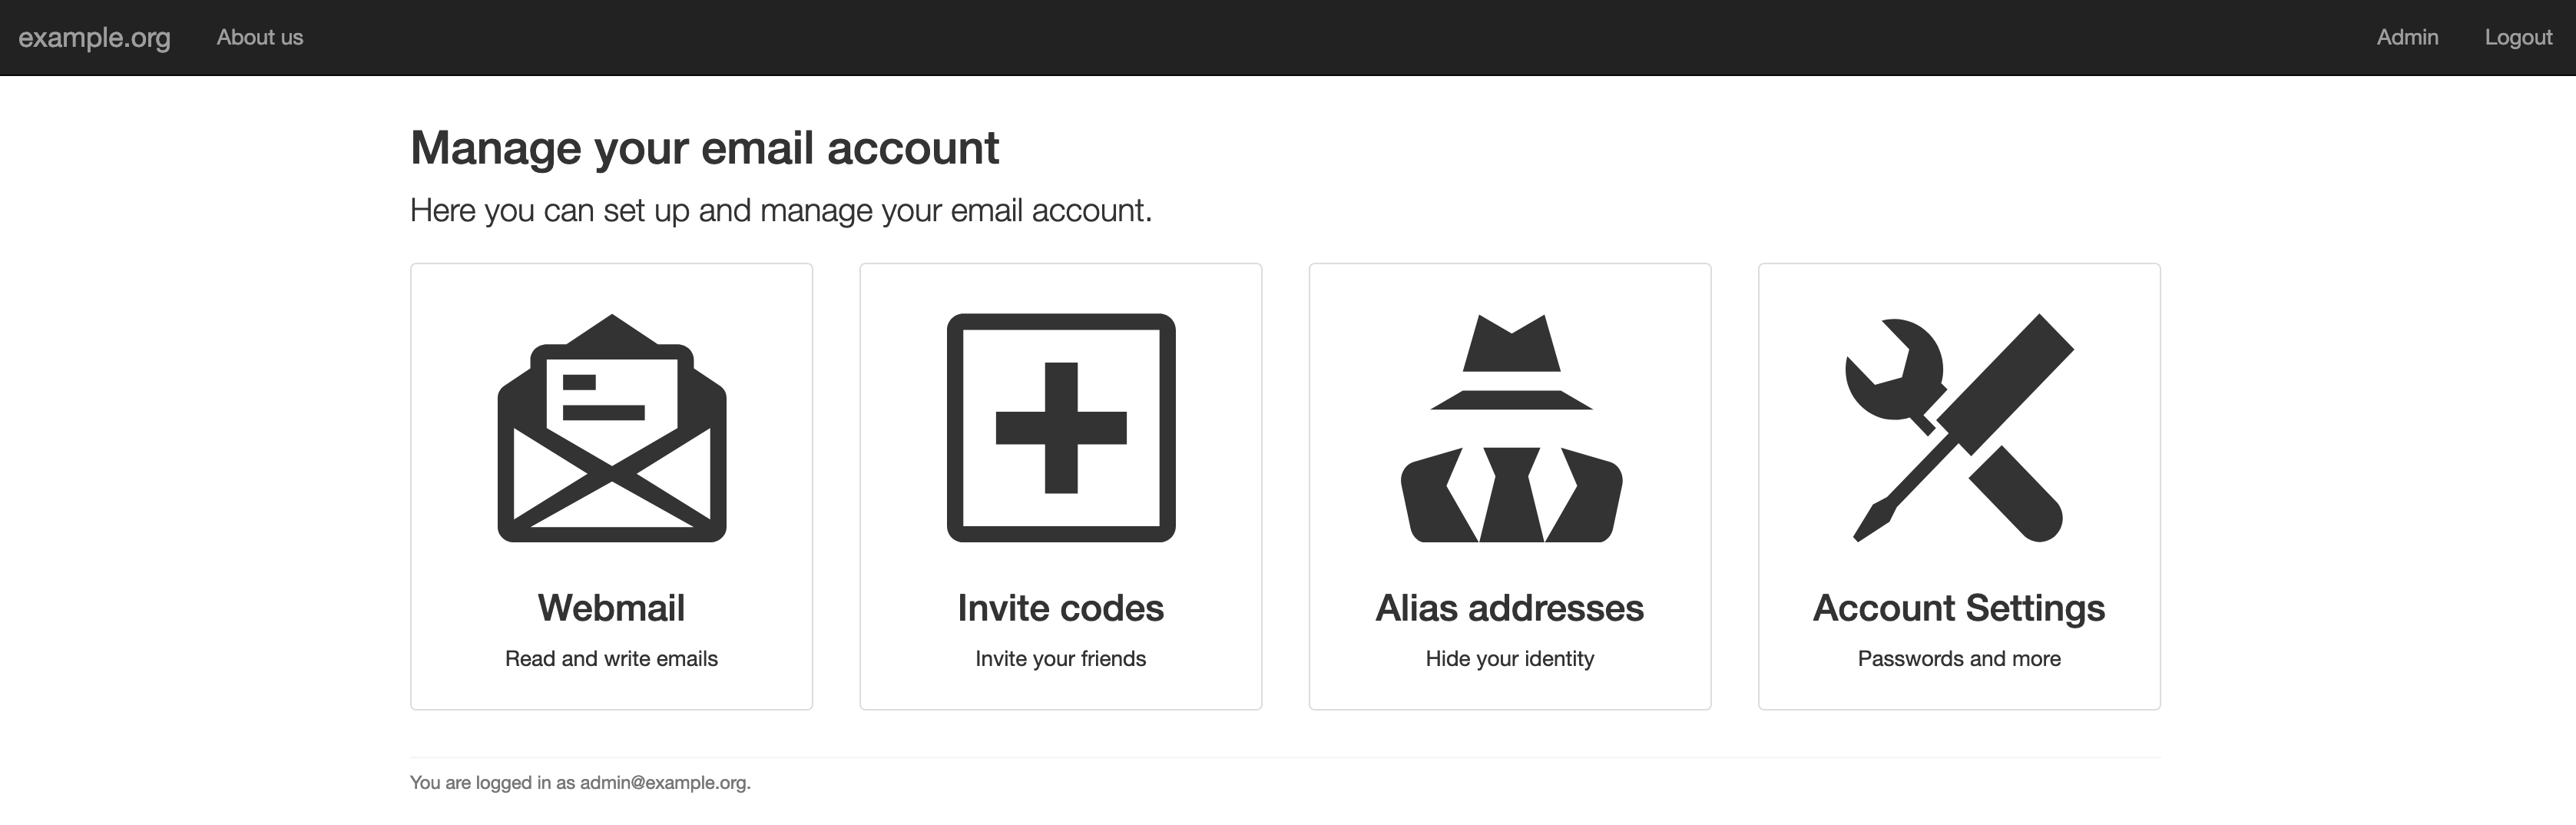 example.org About us Admin Logout
Manage your email account
Here you can set up and manage your email account.
Webmail
Read and write emails
Invite codes
Invite your friends
Alias addresses
Hide your identity
Account Settings
Passwords and more
You are logged in as admin@example.org.